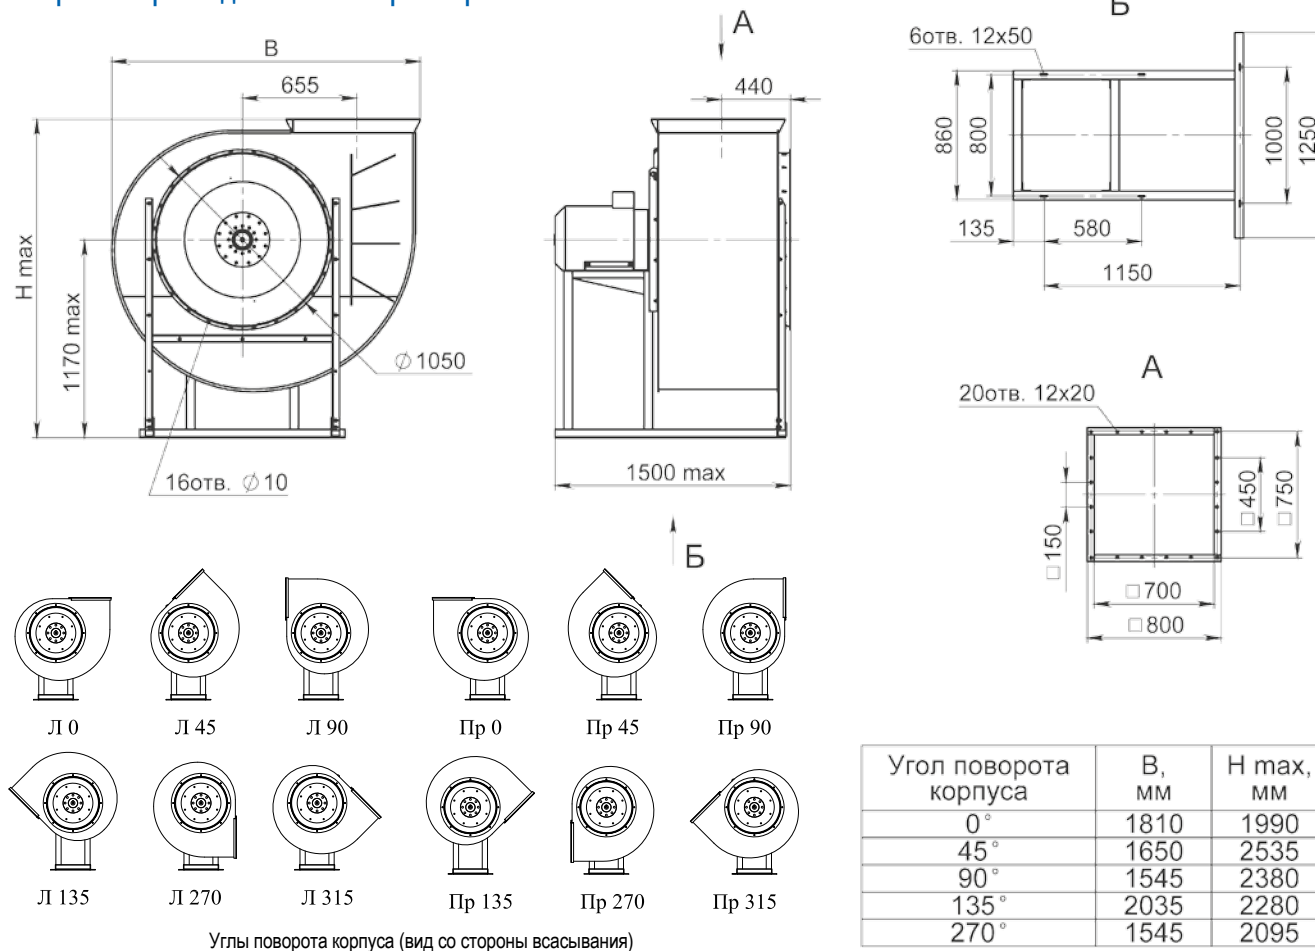 B
655
H max
1170 max
⌀1050
16отв. ⌀10
А
440
1500 max
Б
Б
6отв. 12х50
860
800
1000
1250
135
580
1150
А
20отв. 12х20
□150
□450
□750
□700
□800
Л 0
Л 45
Л 90
Пр 0
Пр 45
Пр 90
Л 135
Л 270
Л 315
Пр 135
Пр 270
Пр 315
Углы поворота корпуса (вид со стороны всасывания)
Угол поворота корпуса
В, мм
H max, мм
0° 1810 1990
45° 1650 2535
90° 1545 2380
135° 2035 2280
270° 1545 2095